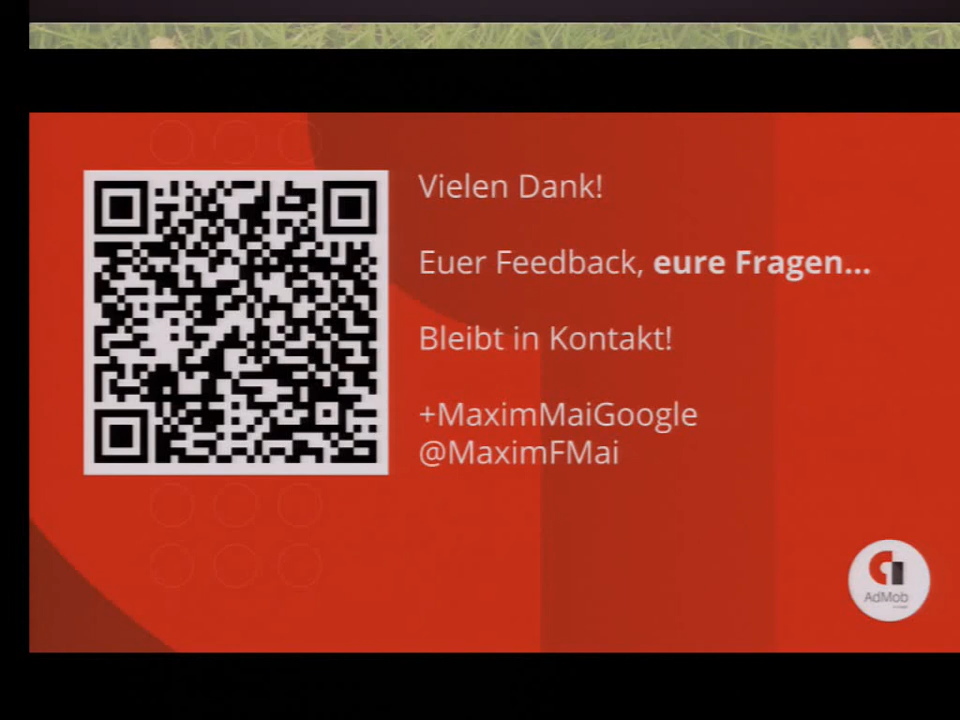 Vielen Dank!
Euer Feedback, eure Fragen...
Bleibt in Kontakt!
+MaximMaiGoogle
@MaximFMai
AdMob